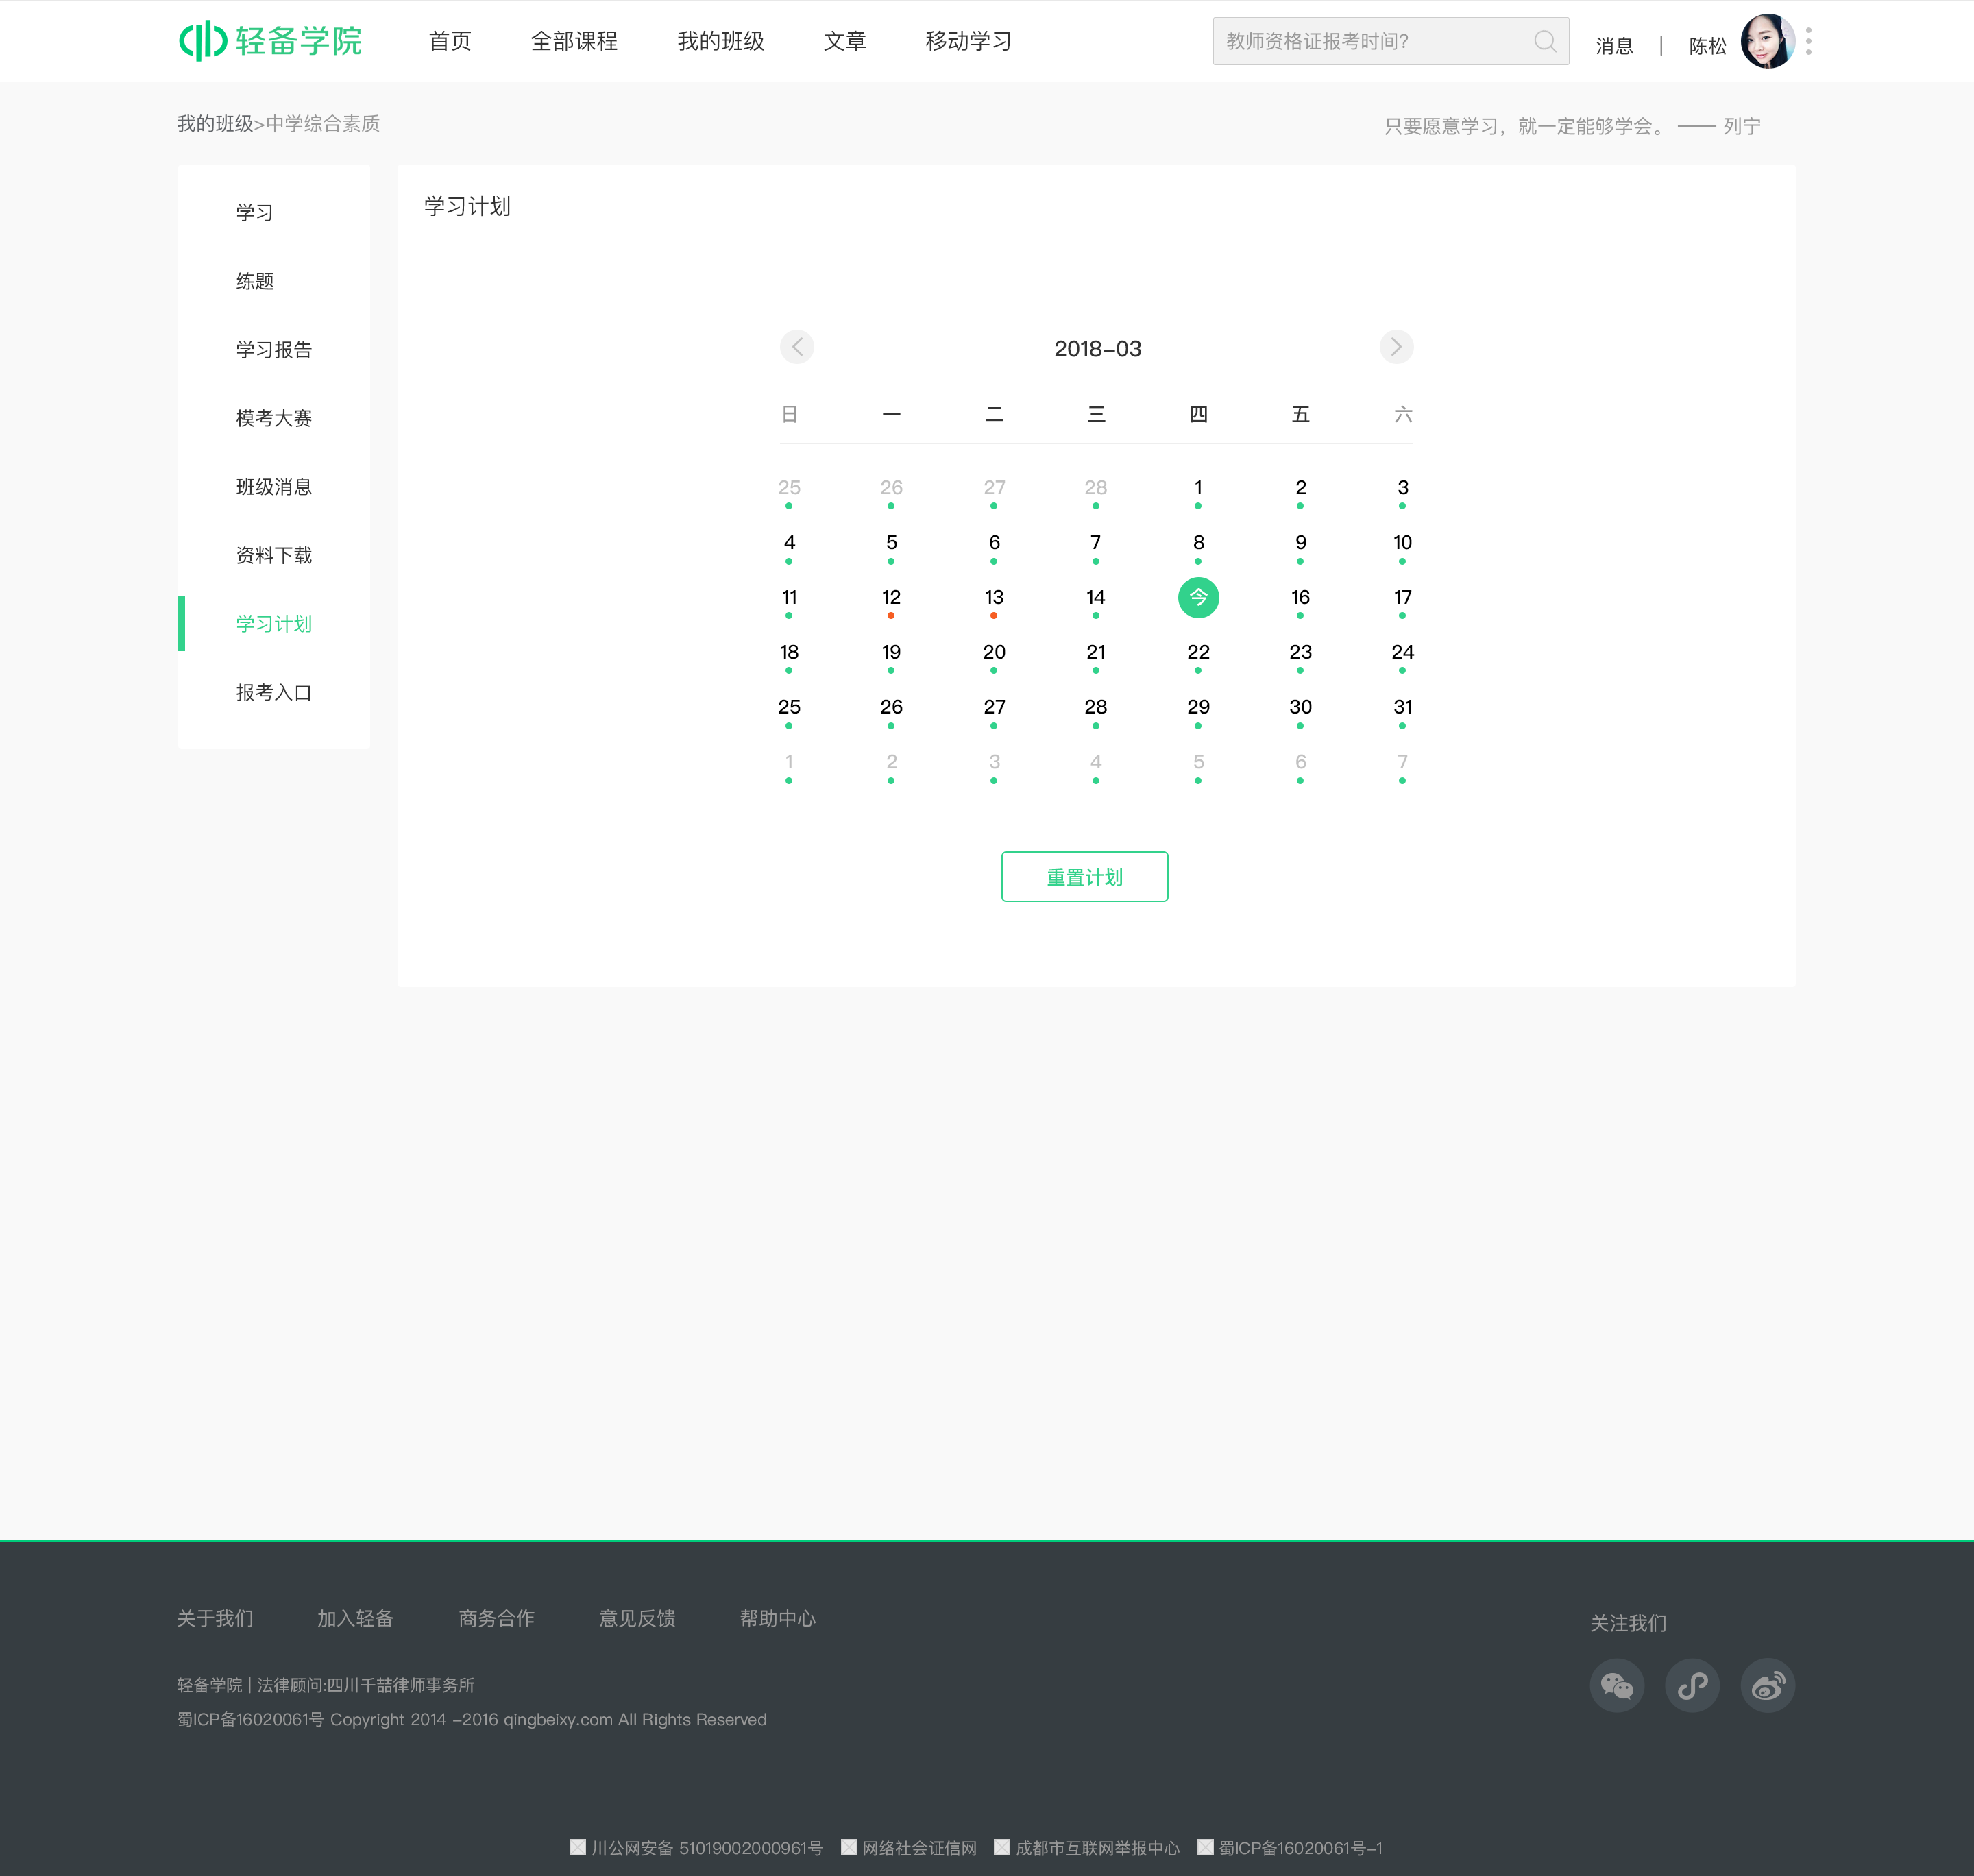 轻备学院 首页 全部课程 我的班级 文章 移动学习 教师资格证报考时间? 消息 | 陈松
我的班级>中学综合素质
只要愿意学习，就一定能够学会。 —— 列宁
学习
练题
学习报告
模考大赛
班级消息
资料下载
学习计划
报考入口
学习计划
2018-03
日 一 二 三 四 五 六
25 26 27 28 1 2 3
4 5 6 7 8 9 10
11 12 13 14 今 16 17
18 19 20 21 22 23 24
25 26 27 28 29 30 31
1 2 3 4 5 6 7
重置计划
关于我们 加入轻备 商务合作 意见反馈 帮助中心
轻备学院 | 法律顾问:四川千喆律师事务所
蜀ICP备16020061号 Copyright 2014 -2016 qingbeixy.com All Rights Reserved
关注我们
川公网安备 51019002000961号 网络社会证信网 成都市互联网举报中心 蜀ICP备16020061号-1